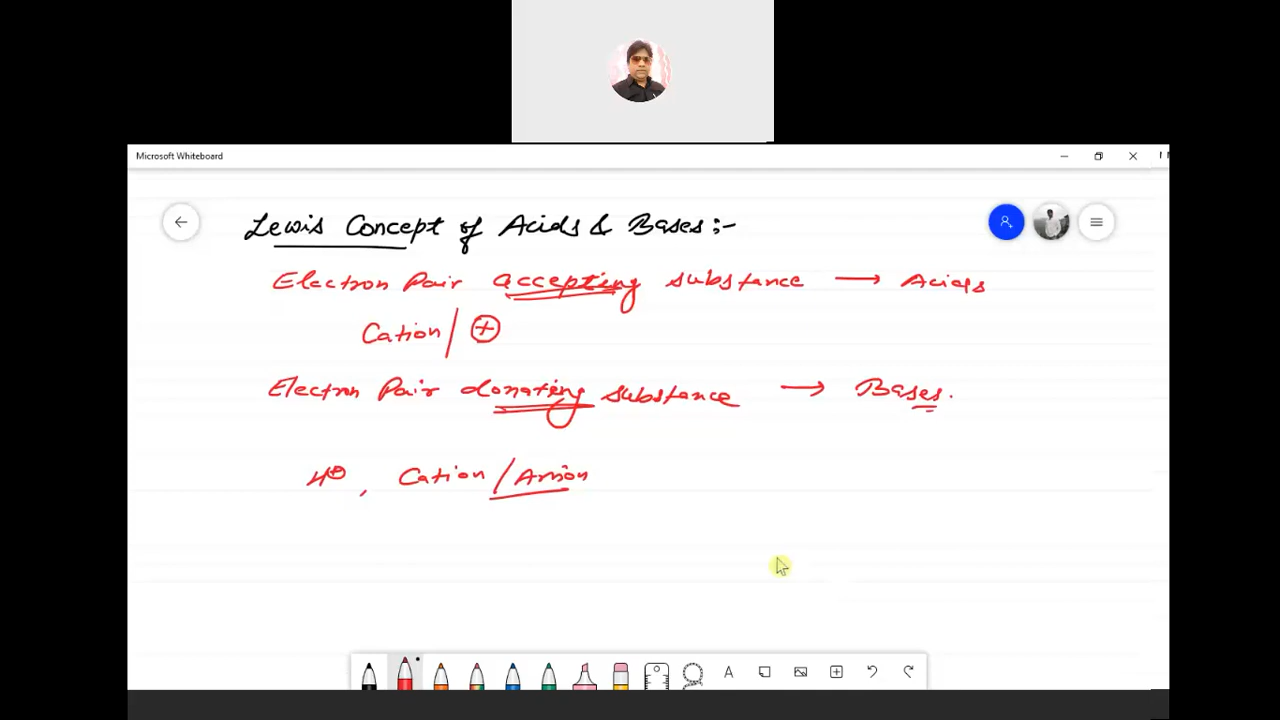 Microsoft Whiteboard
Lewis Concept of Acids & Bases :-
Electron Pair accepting substance → Acids
Cation / ⊕
Electron Pair donating substance → Bases.
H⊕, Cation / Anion
A